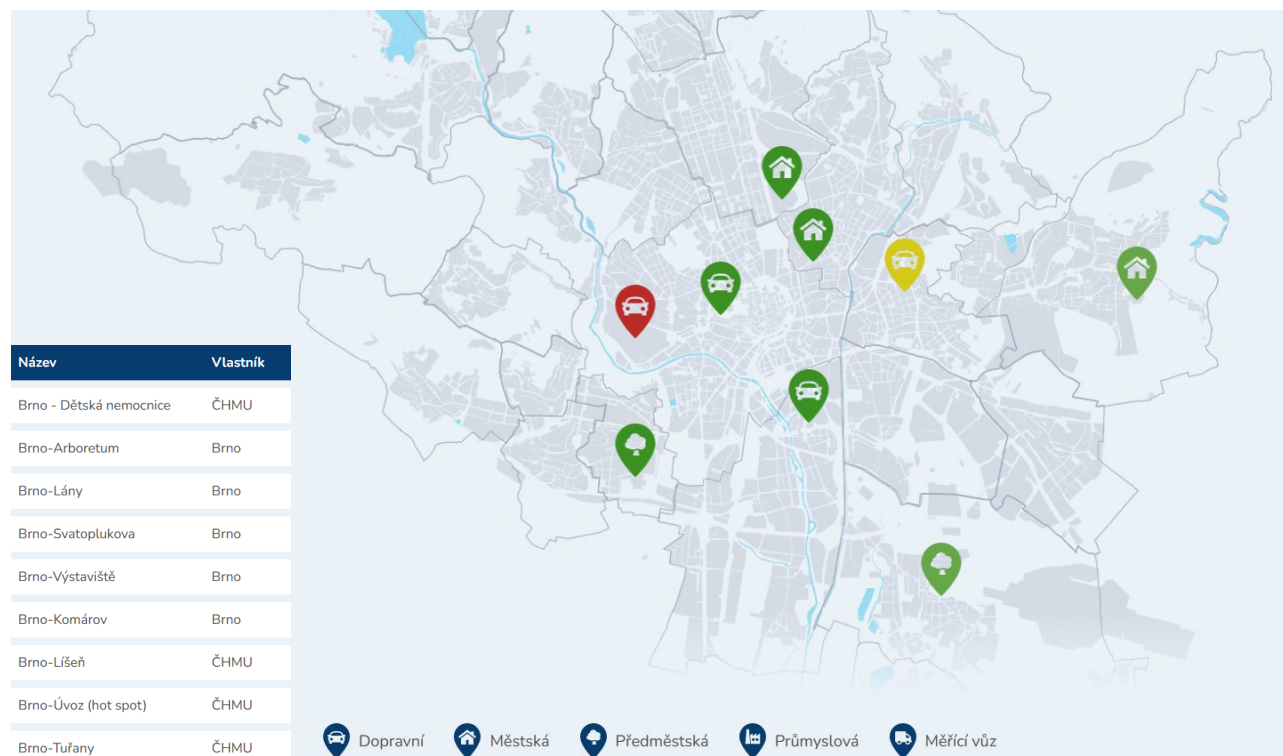 Název Vlastník
Brno - Dětská nemocnice ČHMU
Brno-Arboretum Brno
Brno-Lány Brno
Brno-Svatoplukova Brno
Brno-Výstaviště Brno
Brno-Komárov Brno
Brno-Líšeň ČHMU
Brno-Úvoz (hot spot) ČHMU
Brno-Tuřany ČHMU
Dopravní Městská Předměstská Průmyslová Měřící vůz